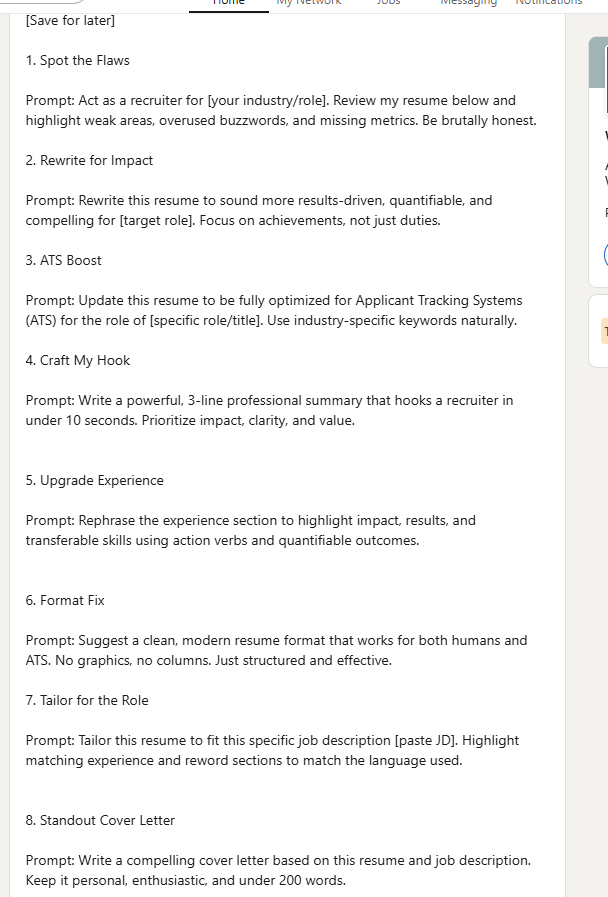 Home My Network Jobs Messaging Notifications
[Save for later]
1. Spot the Flaws
Prompt: Act as a recruiter for [your industry/role]. Review my resume below and
highlight weak areas, overused buzzwords, and missing metrics. Be brutally honest.
2. Rewrite for Impact
Prompt: Rewrite this resume to sound more results-driven, quantifiable, and
compelling for [target role]. Focus on achievements, not just duties.
3. ATS Boost
Prompt: Update this resume to be fully optimized for Applicant Tracking Systems
(ATS) for the role of [specific role/title]. Use industry-specific keywords naturally.
4. Craft My Hook
Prompt: Write a powerful, 3-line professional summary that hooks a recruiter in
under 10 seconds. Prioritize impact, clarity, and value.
5. Upgrade Experience
Prompt: Rephrase the experience section to highlight impact, results, and
transferable skills using action verbs and quantifiable outcomes.
6. Format Fix
Prompt: Suggest a clean, modern resume format that works for both humans and
ATS. No graphics, no columns. Just structured and effective.
7. Tailor for the Role
Prompt: Tailor this resume to fit this specific job description [paste JD]. Highlight
matching experience and reword sections to match the language used.
8. Standout Cover Letter
Prompt: Write a compelling cover letter based on this resume and job description.
Keep it personal, enthusiastic, and under 200 words.